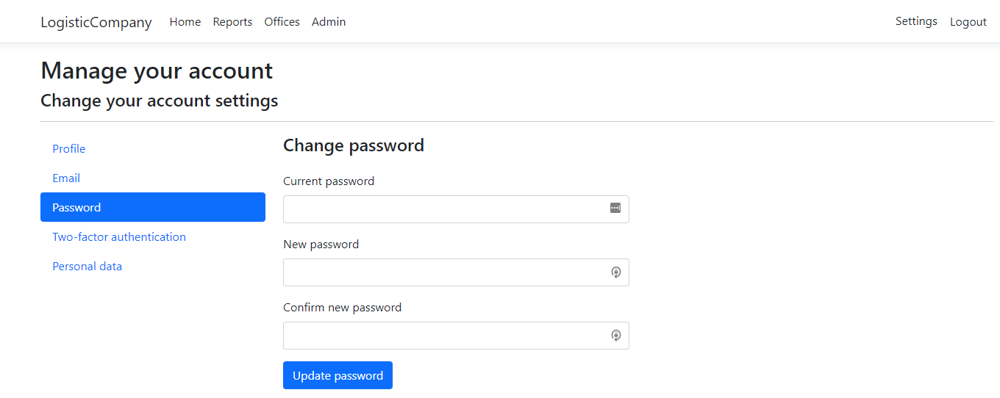 LogisticCompany Home Reports Offices Admin Settings Logout
Manage your account
Change your account settings
Profile
Email
Password
Two-factor authentication
Personal data
Change password
Current password
New password
Confirm new password
Update password